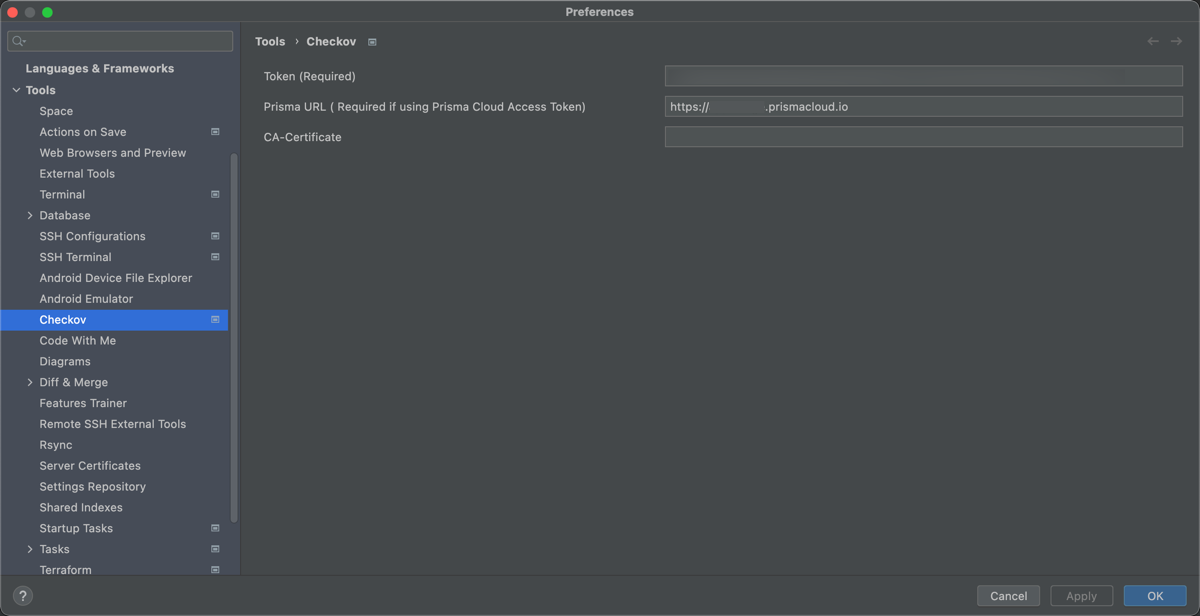 Preferences
Languages & Frameworks
Tools
Space
Actions on Save
Web Browsers and Preview
External Tools
Terminal
Database
SSH Configurations
SSH Terminal
Android Device File Explorer
Android Emulator
Checkov
Code With Me
Diagrams
Diff & Merge
Features Trainer
Remote SSH External Tools
Rsync
Server Certificates
Settings Repository
Shared Indexes
Startup Tasks
Tasks
Terraform
?
Tools › Checkov
Token (Required)
Prisma URL ( Required if using Prisma Cloud Access Token) https:// .prismacloud.io
CA-Certificate
Cancel Apply OK